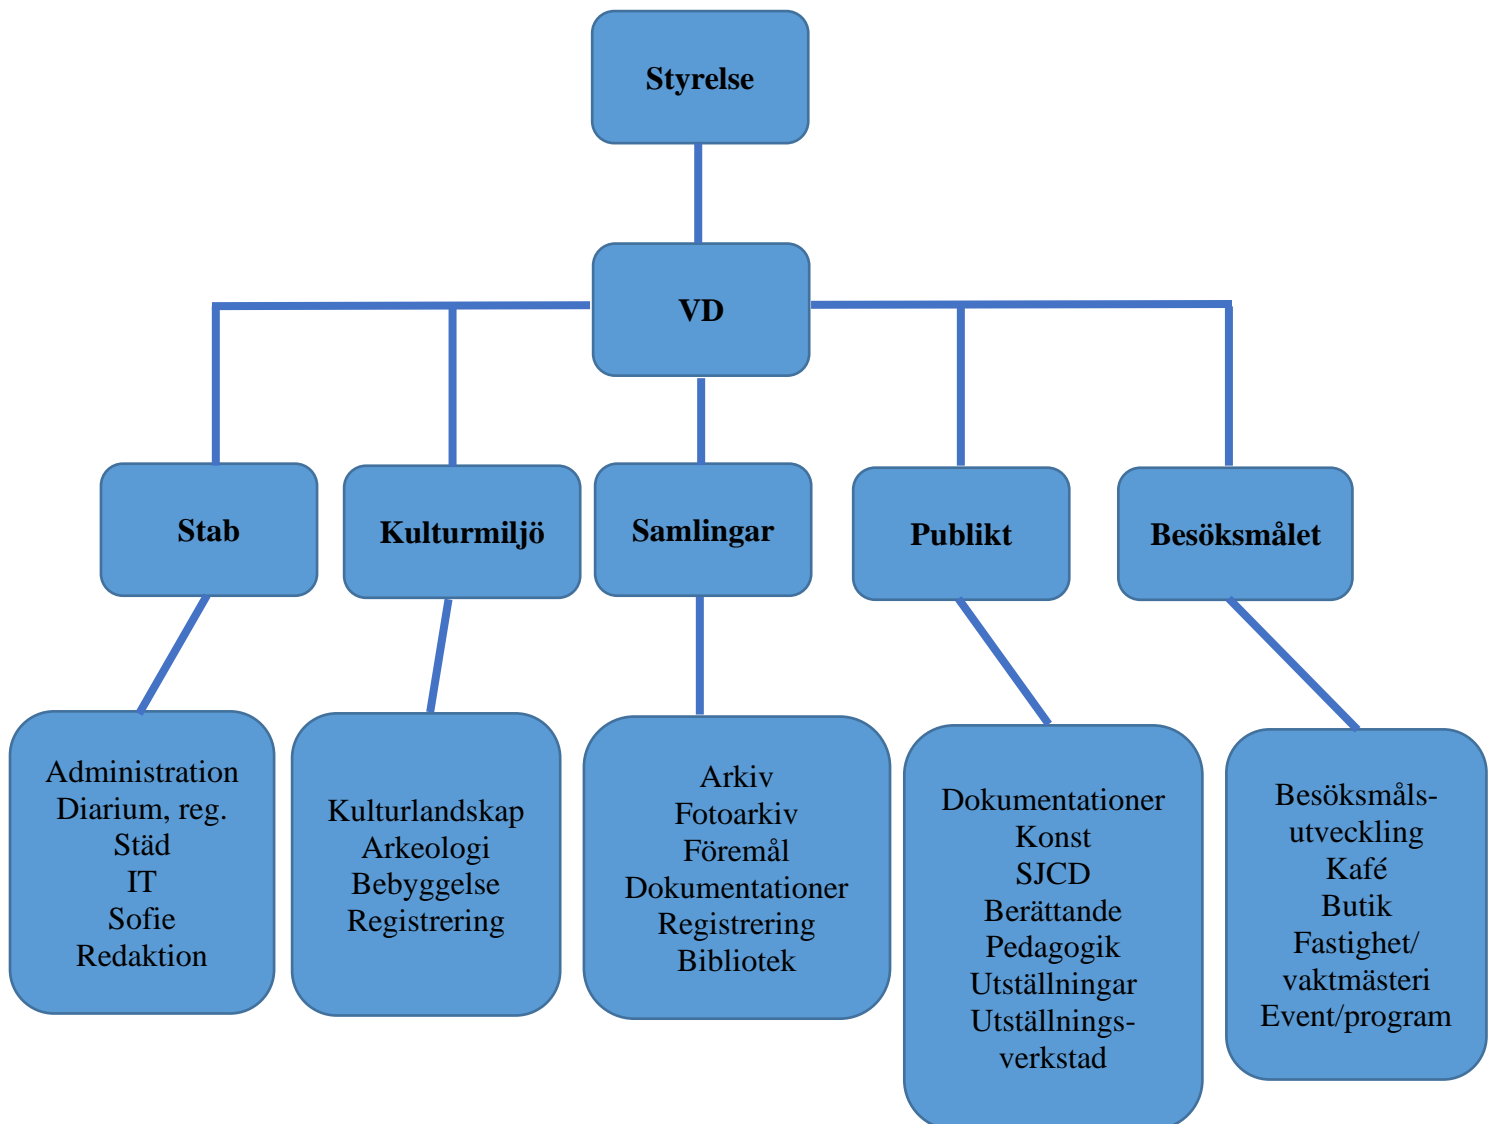 Styrelse
VD
Stab
Kulturmiljö
Samlingar
Publikt
Besöksmålet
Administration
Diarium, reg.
Städ
IT
Sofie
Redaktion
Kulturlandskap
Arkeologi
Bebyggelse
Registrering
Arkiv
Fotoarkiv
Föremål
Dokumentationer
Registrering
Bibliotek
Dokumentationer
Konst
SJCD
Berättande
Pedagogik
Utställningar
Utställnings-
verkstad
Besöksmåls-
utveckling
Kafé
Butik
Fastighet/
vaktmästeri
Event/program